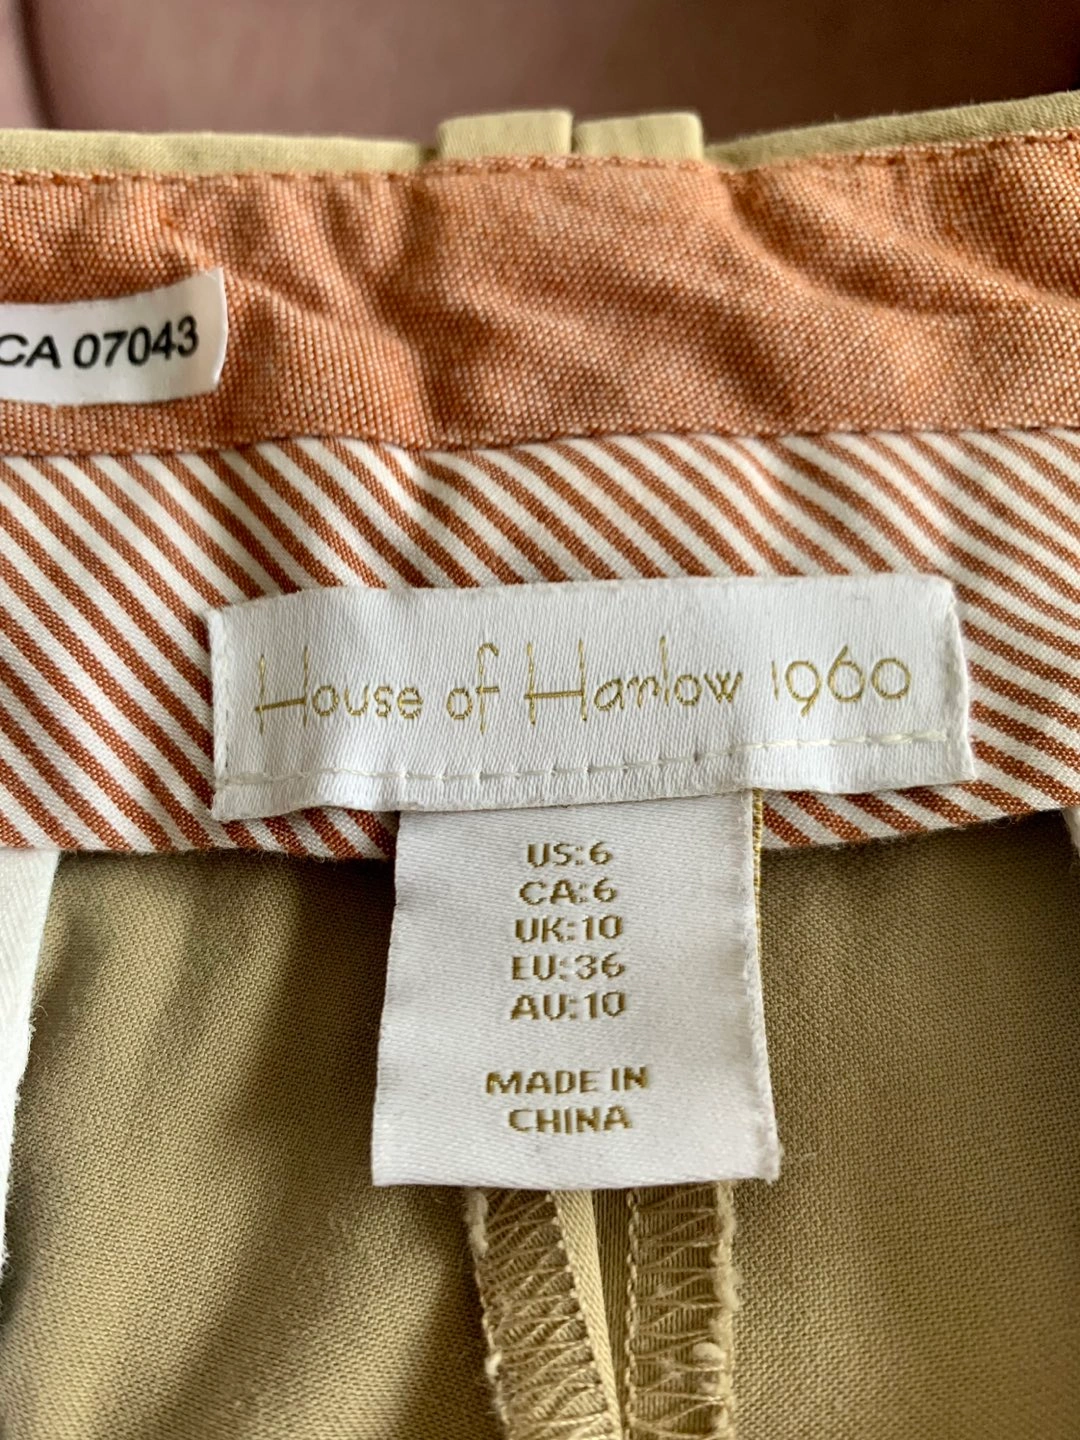 CA 07043
House of Harlow 1960
US:6
CA:6
UK:10
EU:36
AU:10
MADE IN
CHINA